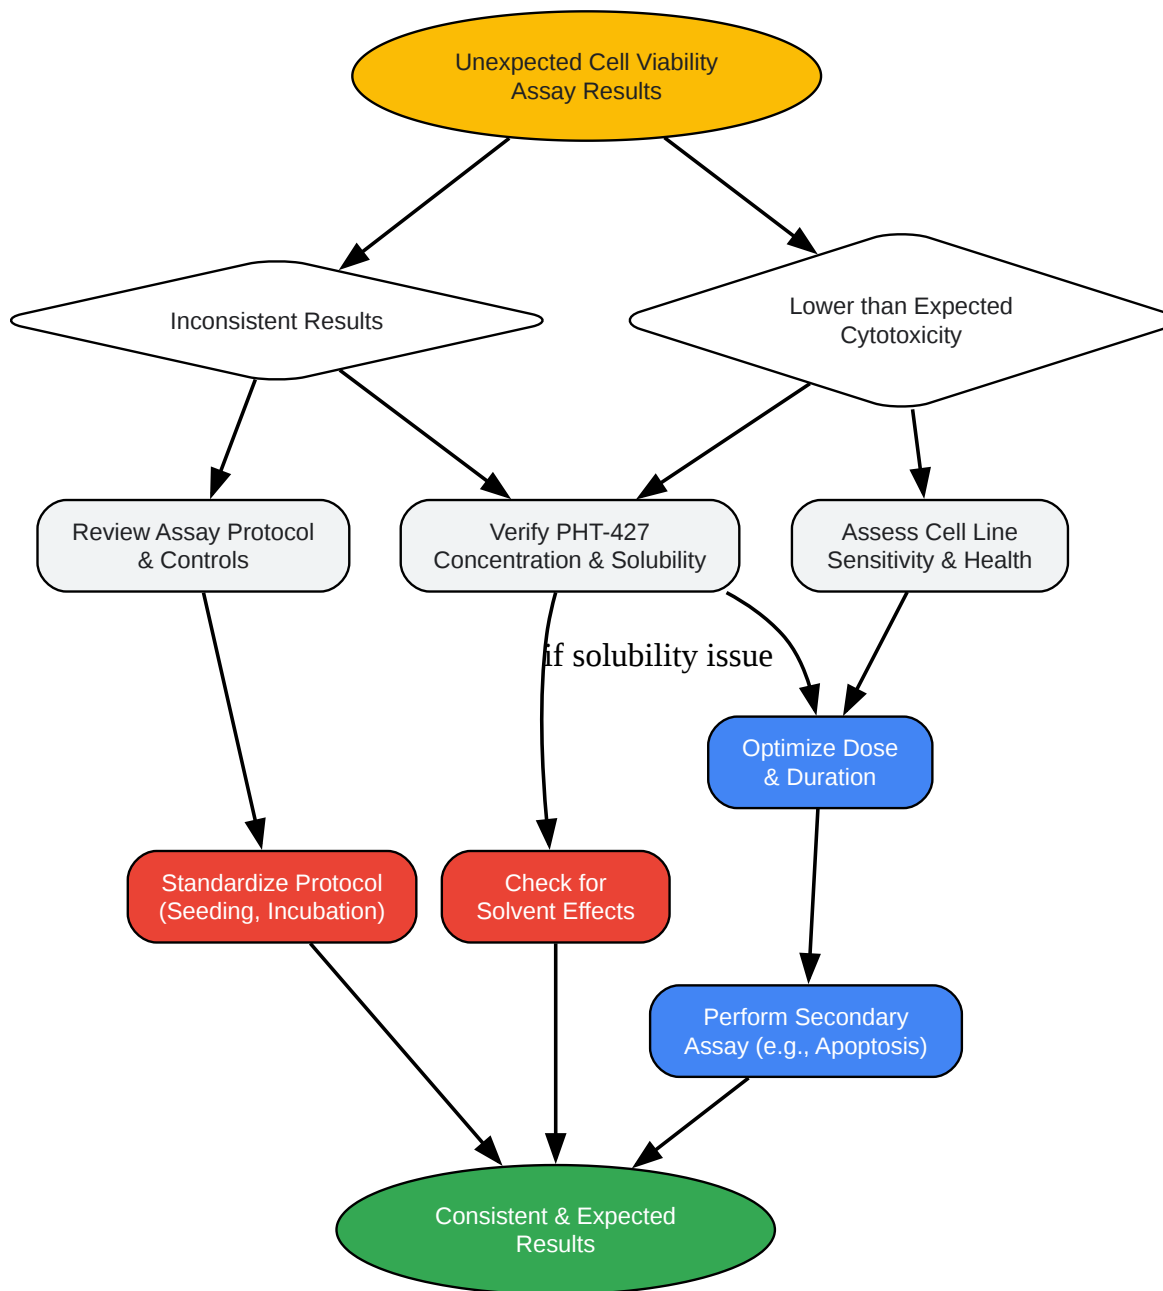 Unexpected Cell Viability
Assay Results
Inconsistent Results
Lower than Expected
Cytotoxicity
Review Assay Protocol
& Controls
Verify PHT-427
Concentration & Solubility
Assess Cell Line
Sensitivity & Health
if solubility issue
Optimize Dose
& Duration
Standardize Protocol
(Seeding, Incubation)
Check for
Solvent Effects
Perform Secondary
Assay (e.g., Apoptosis)
Consistent & Expected
Results